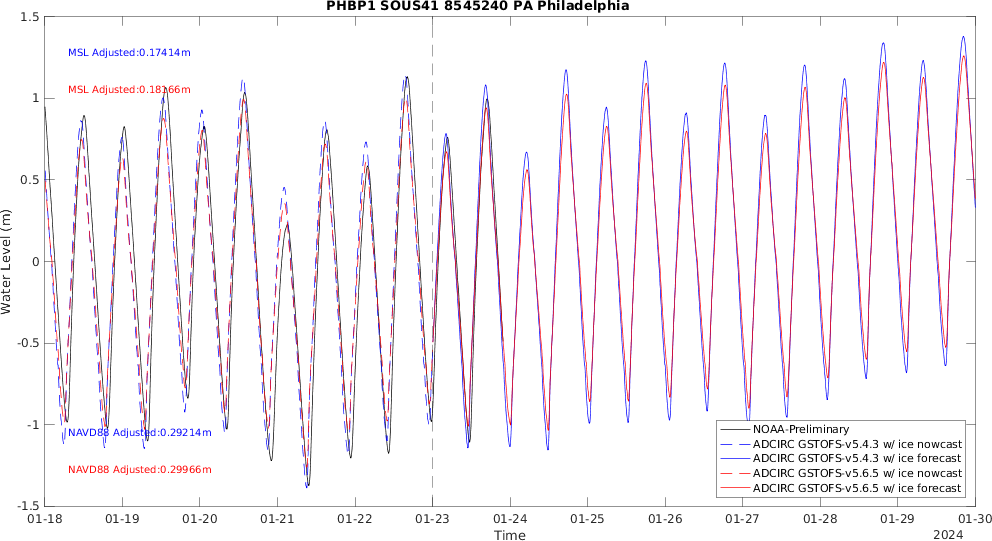 PHBP1 SOUS41 8545240 PA Philadelphia
1.5
MSL Adjusted:0.17414m
MSL Adjusted:0.18166m
1
0.5
0
-0.5
-1
-1.5
Water Level (m)
NAVD88 Adjusted:0.29214m
NAVD88 Adjusted:0.29966m
NOAA-Preliminary
ADCIRC GSTOFS-v5.4.3 w/ ice nowcast
ADCIRC GSTOFS-v5.4.3 w/ ice forecast
ADCIRC GSTOFS-v5.6.5 w/ ice nowcast
ADCIRC GSTOFS-v5.6.5 w/ ice forecast
01-18 01-19 01-20 01-21 01-22 01-23 01-24 01-25 01-26 01-27 01-28 01-29 01-30
Time
2024